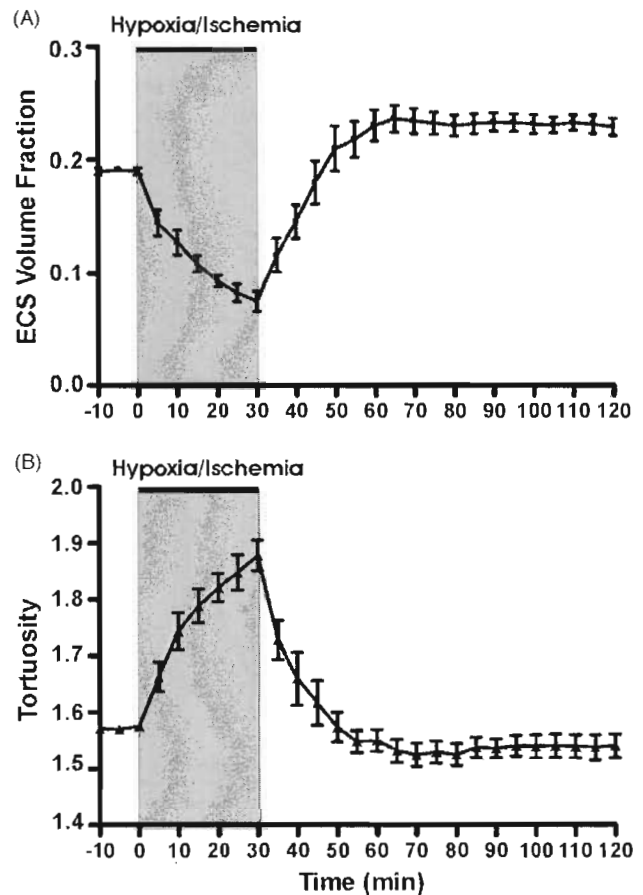 (A)
Hypoxia/Ischemia
ECS Volume Fraction
0.3
0.2
0.1
0.0
-10 0 10 20 30 40 50 60 70 80 90 100 110 120
(B)
Hypoxia/Ischemia
Tortuosity
2.0
1.9
1.8
1.7
1.6
1.5
1.4
-10 0 10 20 30 40 50 60 70 80 90 100 110 120
Time (min)